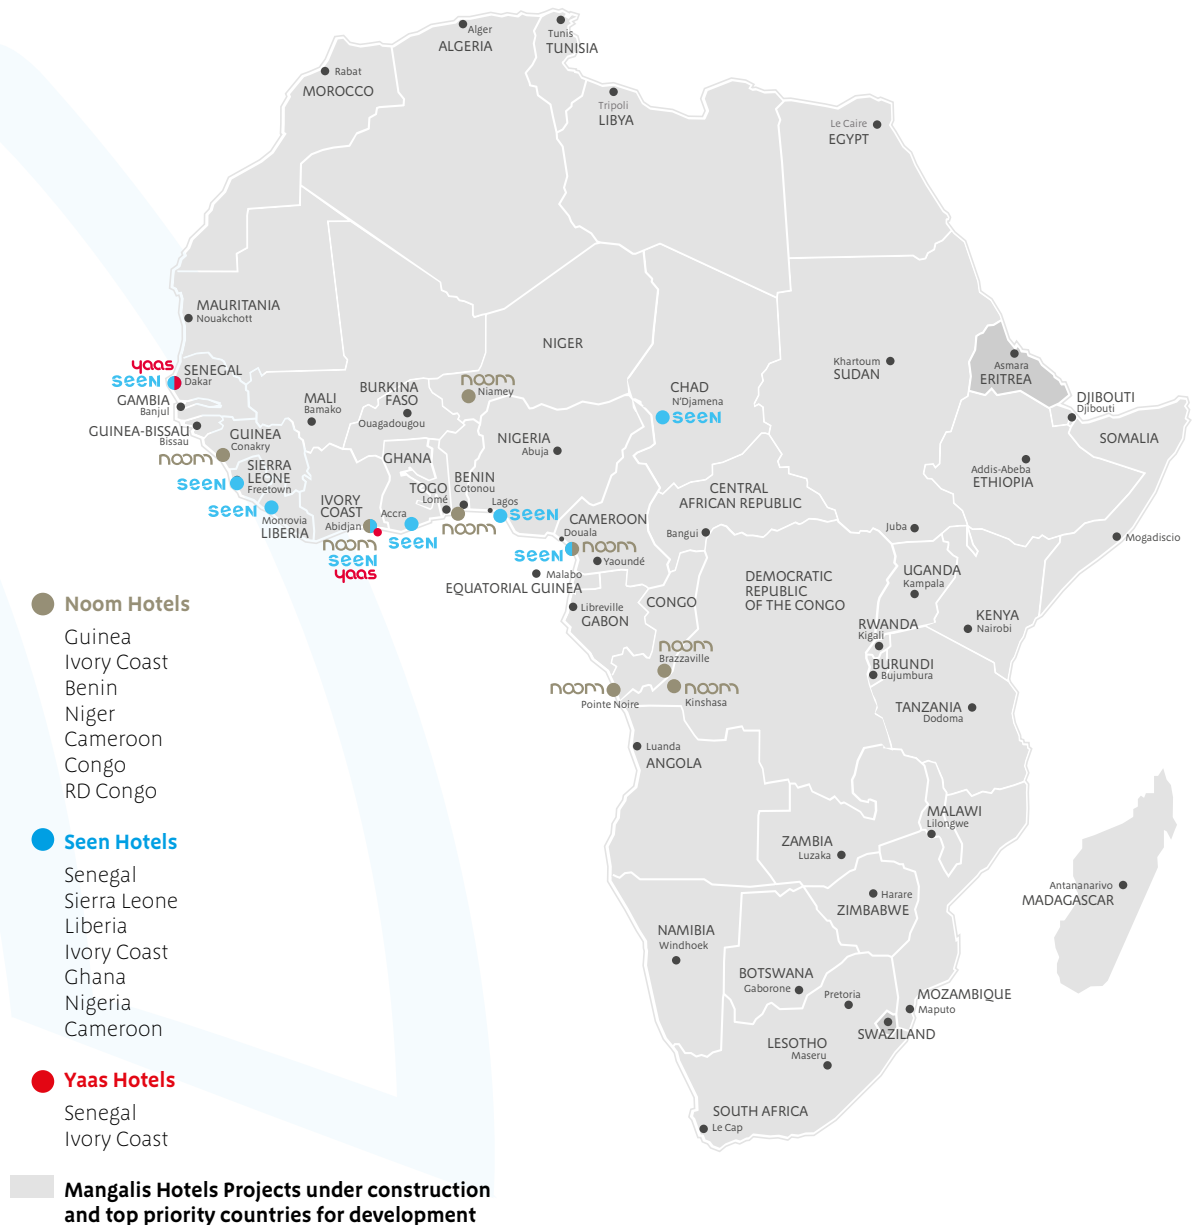 Alger
ALGERIA
Tunis
TUNISIA
Rabat
MOROCCO
Tripoli
LIBYA
Le Caire
EGYPT
MAURITANIA
Nouakchott
NIGER
yaas
seen
SENEGAL
Dakar
GAMBIA
Banjul
GUINEA-BISSAU
Bissau
GUINEA
Conakry
noom
MALI
Bamako
BURKINA
FASO
Ouagadougou
noom
Niamey
CHAD
N'Djamena
seen
Khartoum
SUDAN
Asmara
ERITREA
DJIBOUTI
Djibouti
SOMALIA
Addis-Abeba
ETHIOPIA
Mogadiscio
seen
SIERRA
LEONE
Freetown
seen
Monrovia
LIBERIA
IVORY
COAST
Abidjan
noom
seen
yaas
GHANA
Accra
seen
TOGO
Lomé
BENIN
Cotonou
noom
NIGERIA
Abuja
Lagos
seen
CAMEROON
Douala
seen
noom
Yaoundé
CENTRAL
AFRICAN REPUBLIC
Bangui
Juba
Malabo
EQUATORIAL GUINEA
Libreville
GABON
CONGO
DEMOCRATIC
REPUBLIC
OF THE CONGO
UGANDA
Kampala
KENYA
Nairobi
RWANDA
Kigali
BURUNDI
Bujumbura
noom
Brazzaville
noom
Pointe Noire
noom
Kinshasa
TANZANIA
Dodoma
Luanda
ANGOLA
MALAWI
Lilongwe
ZAMBIA
Luzaka
Harare
ZIMBABWE
Antananarivo
MADAGASCAR
NAMIBIA
Windhoek
BOTSWANA
Gaborone
Pretoria
MOZAMBIQUE
Maputo
SWAZILAND
LESOTHO
Maseru
SOUTH AFRICA
Le Cap
Noom Hotels
Guinea
Ivory Coast
Benin
Niger
Cameroon
Congo
RD Congo
Seen Hotels
Senegal
Sierra Leone
Liberia
Ivory Coast
Ghana
Nigeria
Cameroon
Yaas Hotels
Senegal
Ivory Coast
Mangalis Hotels Projects under construction
and top priority countries for development